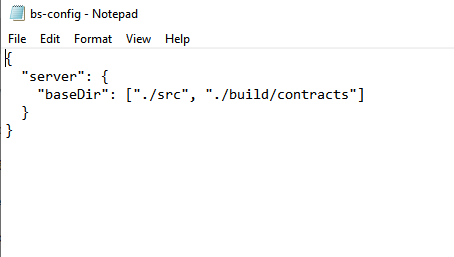 bs-config - Notepad
File Edit Format View Help
{
  "server": {
    "baseDir": ["./src", "./build/contracts"]
  }
}